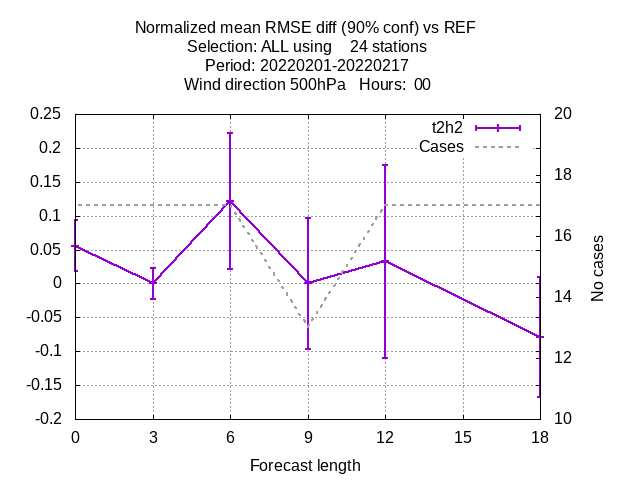 Normalized mean RMSE diff (90% conf) vs REF
Selection: ALL using    24 stations
Period: 20220201-20220217
Wind direction 500hPa   Hours:  00
0.25
0.2
0.15
0.1
0.05
0
-0.05
-0.1
-0.15
-0.2
t2h2
Cases
20
18
16
14
12
10
No cases
0 3 6 9 12 15 18
Forecast length